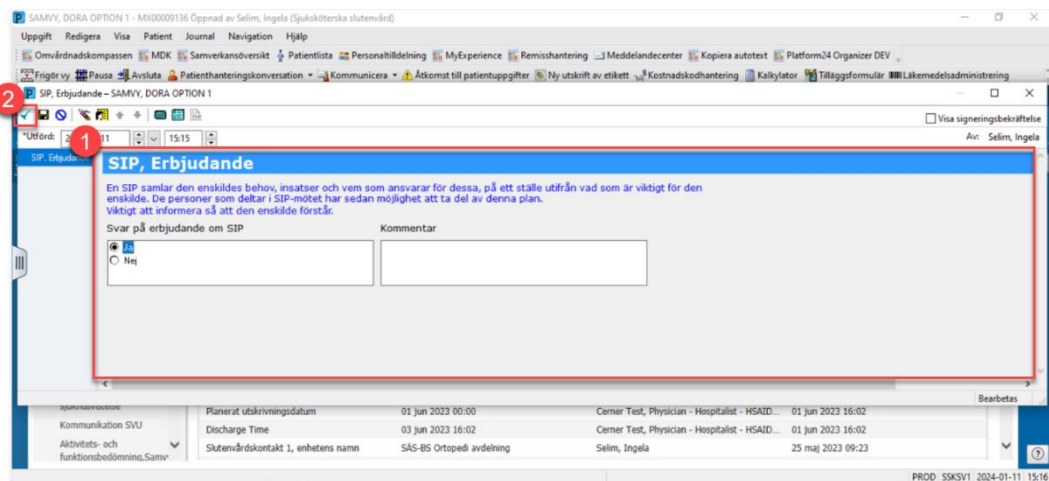 SAMVY, DORA OPTION 1 - MX00009136 Öppnad av Selim, Ingela (Sjuksköterska slutenvård)
Uppgift Redigera Visa Patient Journal Navigation Hjälp
Omvårdnadskompassen MDK Samverkansöversikt Patientlista Personaltilldelning MyExperience Remisshantering Meddelandecenter Kopiera autotext Platform24 Organizer DEV
Frigör vy Pausa Avsluta Patienthanteringskonversation Kommunicera Åtkomst till patientuppgifter Ny utskrift av etikett Kostnadskodhantering Kalkylator Tilläggsformulär Läkemedelsadministrering
SIP, Erbjudande – SAMVY, DORA OPTION 1
2
Visa signeringsbekräftelse
*Utförd: 11 15:15 Av: Selim, Ingela
1
SIP, Erbjudande
En SIP samlar den enskildes behov, insatser och vem som ansvarar för dessa, på ett ställe utifrån vad som är viktigt för den
enskilde. De personer som deltar i SIP-mötet har sedan möjlighet att ta del av denna plan.
Viktigt att informera så att den enskilde förstår.
Svar på erbjudande om SIP Kommentar
Ja
Nej
Bearbetas
Planerat utskrivningsdatum 01 jun 2023 00:00 Cerner Test, Physician - Hospitalist - HSAID... 01 jun 2023 16:02
Kommunikation SVU
Discharge Time 03 jun 2023 16:02 Cerner Test, Physician - Hospitalist - HSAID... 01 jun 2023 16:02
Aktivitets- och
funktionsbedömning,Samv
Slutenvårdskontakt 1, enhetens namn SÄS-BS Ortopedi avdelning Selim, Ingela 25 maj 2023 09:23
PROD SSKSV1 2024-01-11 15:16